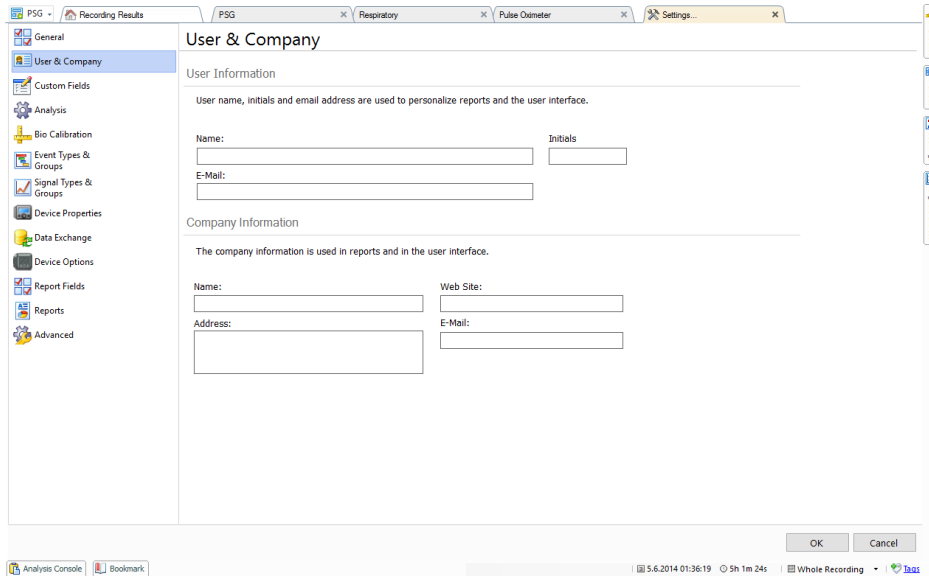 PSG
Recording Results
PSG
Respiratory
Pulse Oximeter
Settings...
General
User & Company
Custom Fields
Analysis
Bio Calibration
Event Types &
Groups
Signal Types &
Groups
Device Properties
Data Exchange
Device Options
Report Fields
Reports
Advanced
User & Company
User Information
User name, initials and email address are used to personalize reports and the user interface.
Name:
Initials
E-Mail:
Company Information
The company information is used in reports and in the user interface.
Name:
Web Site:
Address:
E-Mail:
OK
Cancel
Analysis Console
Bookmark
5.6.2014 01:36:19
5h 1m 24s
Whole Recording
Tags